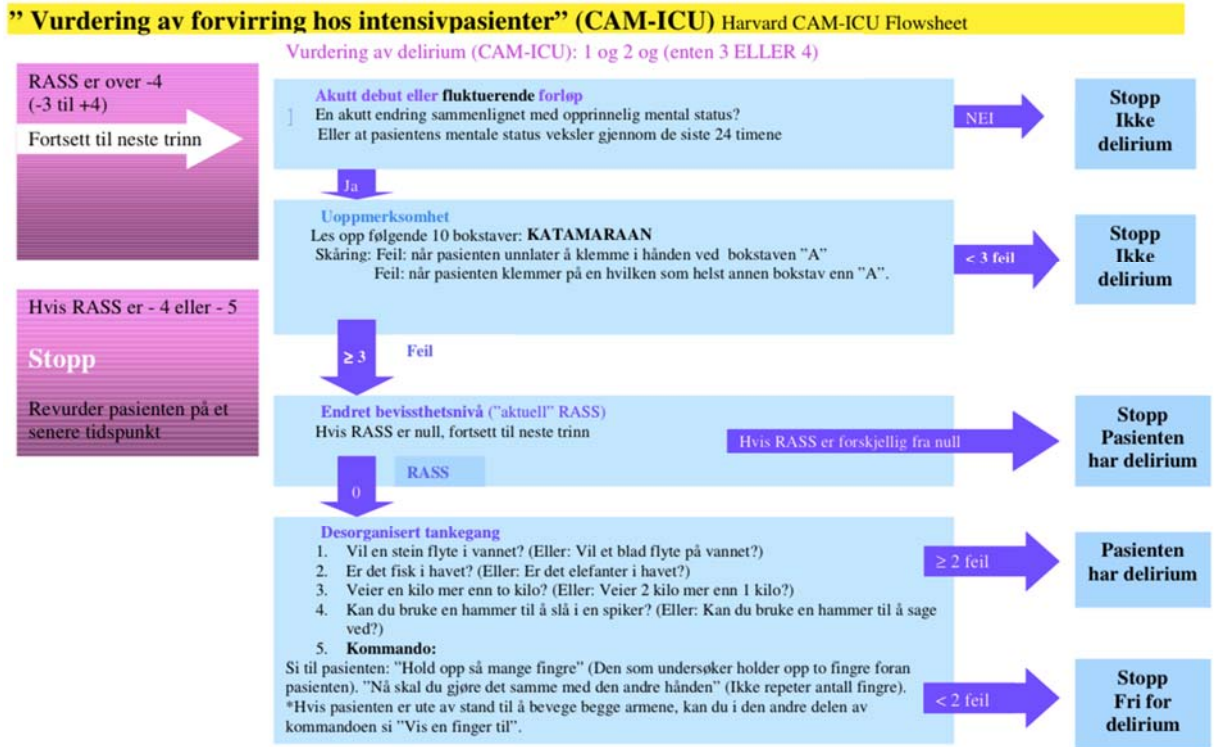 ” Vurdering av forvirring hos intensivpasienter” (CAM-ICU) Harvard CAM-ICU Flowsheet
Vurdering av delirium (CAM-ICU): 1 og 2 og (enten 3 ELLER 4)
RASS er over -4
(-3 til +4)
Fortsett til neste trinn
Hvis RASS er - 4 eller - 5
Stopp
Revurder pasienten på et
senere tidspunkt
1
Akutt debut eller fluktuerende forløp
En akutt endring sammenlignet med opprinnelig mental status?
Eller at pasientens mentale status veksler gjennom de siste 24 timene
NEI
Stopp
Ikke
delirium
Ja
Uoppmerksomhet
Les opp følgende 10 bokstaver: KATAMARAAN
Skåring: Feil: når pasienten unnlater å klemme i hånden ved bokstaven ”A”
Feil: når pasienten klemmer på en hvilken som helst annen bokstav enn ”A”.
< 3 feil
Stopp
Ikke
delirium
≥ 3
Feil
Endret bevissthetsnivå (”aktuell” RASS)
Hvis RASS er null, fortsett til neste trinn
Hvis RASS er forskjellig fra null
Stopp
Pasienten
har delirium
RASS
0
Desorganisert tankegang
1. Vil en stein flyte i vannet? (Eller: Vil et blad flyte på vannet?)
2. Er det fisk i havet? (Eller: Er det elefanter i havet?)
3. Veier en kilo mer enn to kilo? (Eller: Veier 2 kilo mer enn 1 kilo?)
4. Kan du bruke en hammer til å slå i en spiker? (Eller: Kan du bruke en hammer til å sage
ved?)
5. Kommando:
Si til pasienten: ”Hold opp så mange fingre” (Den som undersøker holder opp to fingre foran
pasienten). ”Nå skal du gjøre det samme med den andre hånden” (Ikke repeter antall fingre).
*Hvis pasienten er ute av stand til å bevege begge armene, kan du i den andre delen av
kommandoen si ”Vis en finger til”.
≥ 2 feil
Pasienten
har delirium
< 2 feil
Stopp
Fri for
delirium